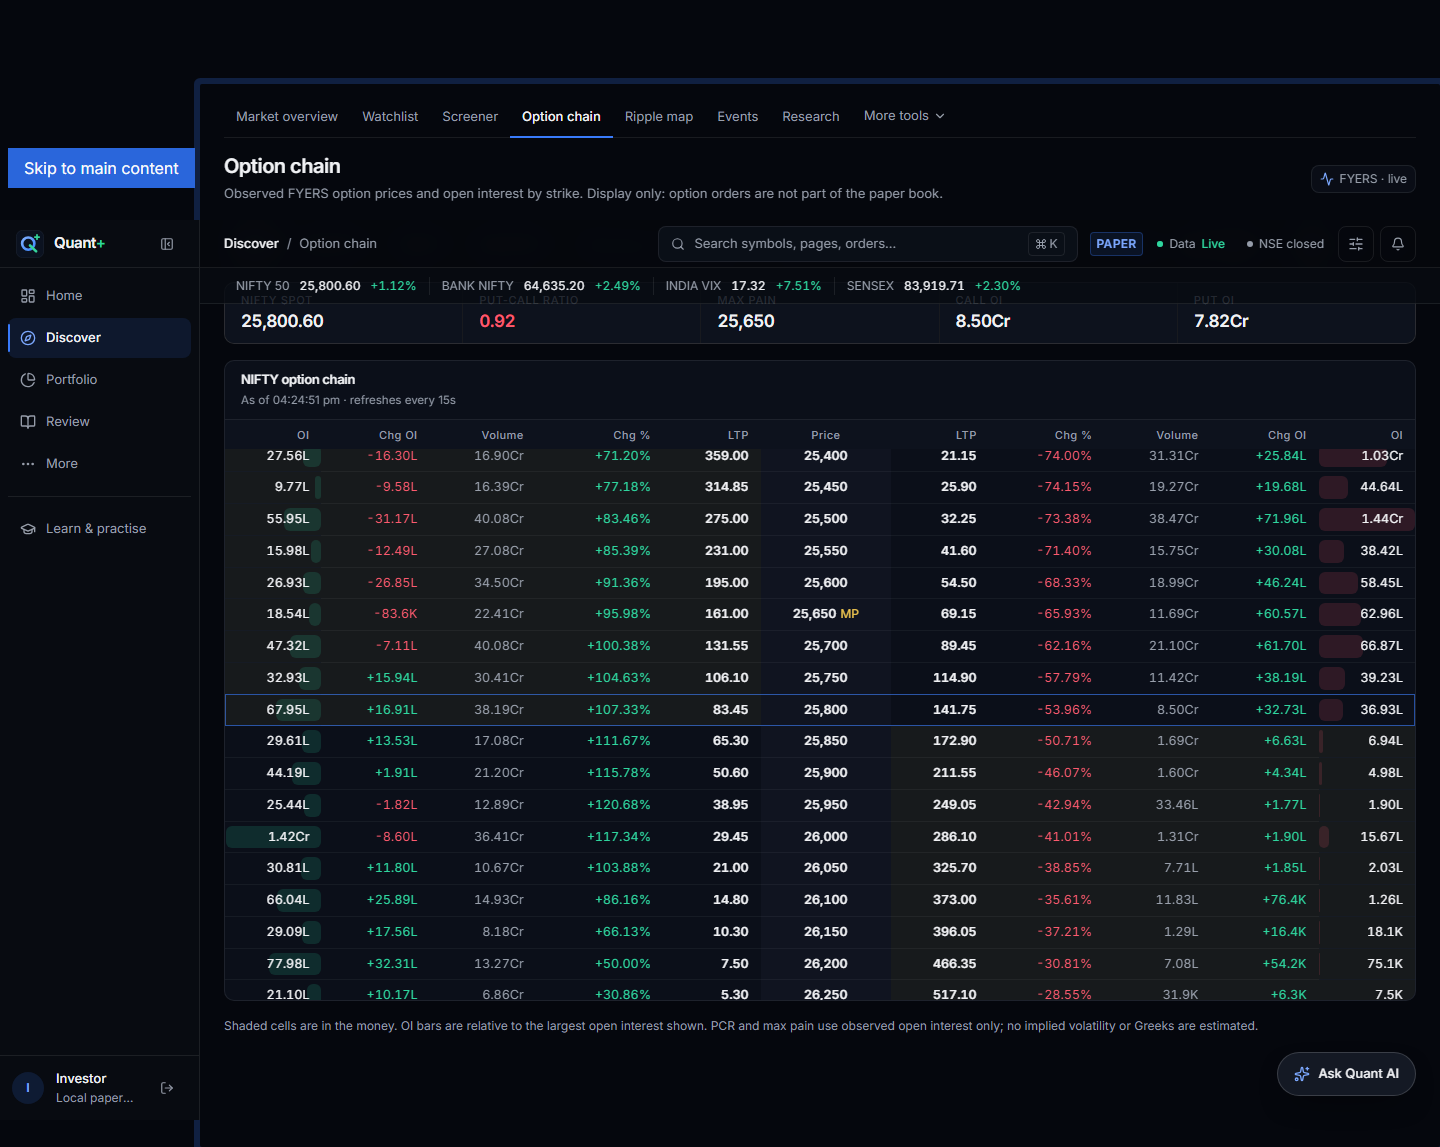 Market overview Watchlist Screener Option chain Ripple map Events Research More tools
Skip to main content
Option chain
Observed FYERS option prices and open interest by strike. Display only: option orders are not part of the paper book.
FYERS · live
Quant+
Discover / Option chain
Search symbols, pages, orders...
⌘ K
PAPER
Data Live
NSE closed
NIFTY 50 25,800.60 +1.12% BANK NIFTY 64,635.20 +2.49% INDIA VIX 17.32 +7.51% SENSEX 83,919.71 +2.30%
NIFTY SPOT PUT-CALL RATIO MAX PAIN CALL OI PUT OI
25,800.60 0.92 25,650 8.50Cr 7.82Cr
Home
Discover
Portfolio
Review
More
Learn & practise
NIFTY option chain
As of 04:24:51 pm · refreshes every 15s
OI Chg OI Volume Chg % LTP Price LTP Chg % Volume Chg OI OI
27.56L -16.30L 16.90Cr +71.20% 359.00 25,400 21.15 -74.00% 31.31Cr +25.84L 1.03Cr
9.77L -9.58L 16.39Cr +77.18% 314.85 25,450 25.90 -74.15% 19.27Cr +19.68L 44.64L
55.95L -31.17L 40.08Cr +83.46% 275.00 25,500 32.25 -73.38% 38.47Cr +71.96L 1.44Cr
15.98L -12.49L 27.08Cr +85.39% 231.00 25,550 41.60 -71.40% 15.75Cr +30.08L 38.42L
26.93L -26.85L 34.50Cr +91.36% 195.00 25,600 54.50 -68.33% 18.99Cr +46.24L 58.45L
18.54L -83.6K 22.41Cr +95.98% 161.00 25,650 MP 69.15 -65.93% 11.69Cr +60.57L 62.96L
47.32L -7.11L 40.08Cr +100.38% 131.55 25,700 89.45 -62.16% 21.10Cr +61.70L 66.87L
32.93L +15.94L 30.41Cr +104.63% 106.10 25,750 114.90 -57.79% 11.42Cr +38.19L 39.23L
67.95L +16.91L 38.19Cr +107.33% 83.45 25,800 141.75 -53.96% 8.50Cr +32.73L 36.93L
29.61L +13.53L 17.08Cr +111.67% 65.30 25,850 172.90 -50.71% 1.69Cr +6.63L 6.94L
44.19L +1.91L 21.20Cr +115.78% 50.60 25,900 211.55 -46.07% 1.60Cr +4.34L 4.98L
25.44L -1.82L 12.89Cr +120.68% 38.95 25,950 249.05 -42.94% 33.46L +1.77L 1.90L
1.42Cr -8.60L 36.41Cr +117.34% 29.45 26,000 286.10 -41.01% 1.31Cr +1.90L 15.67L
30.81L +11.80L 10.67Cr +103.88% 21.00 26,050 325.70 -38.85% 7.71L +1.85L 2.03L
66.04L +25.89L 14.93Cr +86.16% 14.80 26,100 373.00 -35.61% 11.83L +76.4K 1.26L
29.09L +17.56L 8.18Cr +66.13% 10.30 26,150 396.05 -37.21% 1.29L +16.4K 18.1K
77.98L +32.31L 13.27Cr +50.00% 7.50 26,200 466.35 -30.81% 7.08L +54.2K 75.1K
21.10L +10.17L 6.86Cr +30.86% 5.30 26,250 517.10 -28.55% 31.9K +6.3K 7.5K
Shaded cells are in the money. OI bars are relative to the largest open interest shown. PCR and max pain use observed open interest only; no implied volatility or Greeks are estimated.
Ask Quant AI
I
Investor
Local paper...